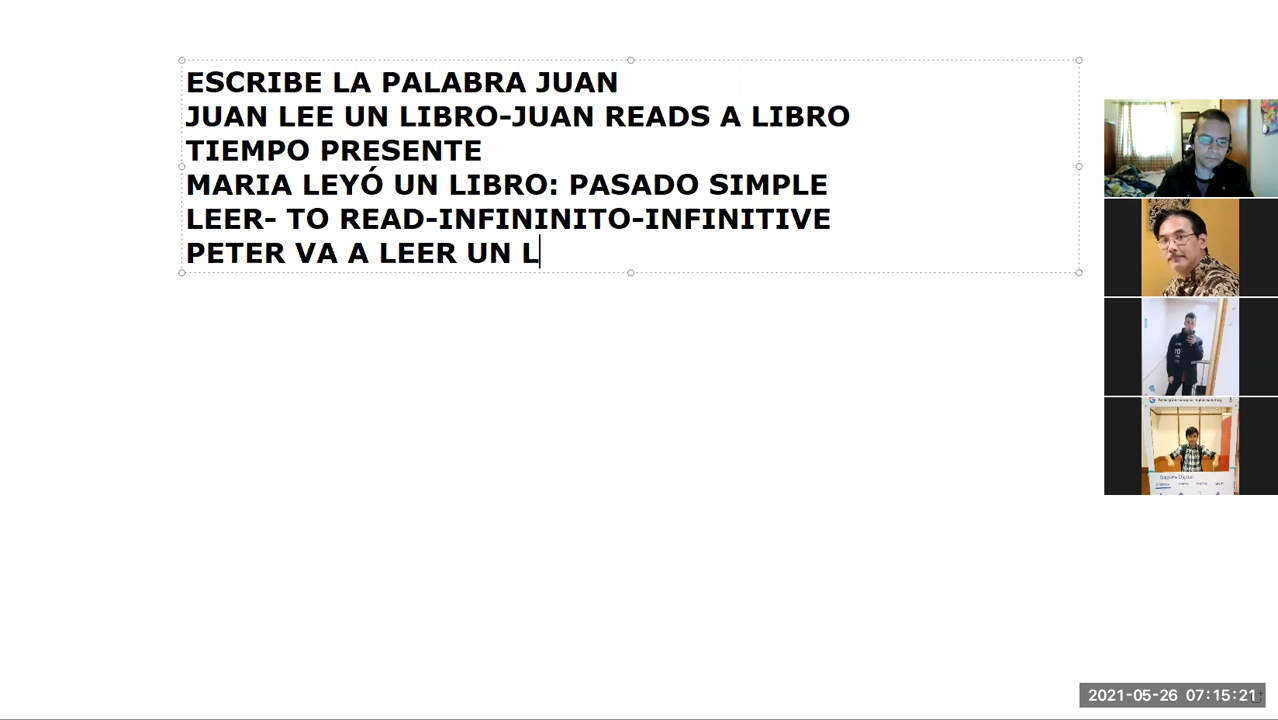 ESCRIBE LA PALABRA JUAN
JUAN LEE UN LIBRO-JUAN READS A LIBRO
TIEMPO PRESENTE
MARIA LEYÓ UN LIBRO: PASADO SIMPLE
LEER- TO READ-INFININITO-INFINITIVE
PETER VA A LEER UN L
2021-05-26 07:15:21